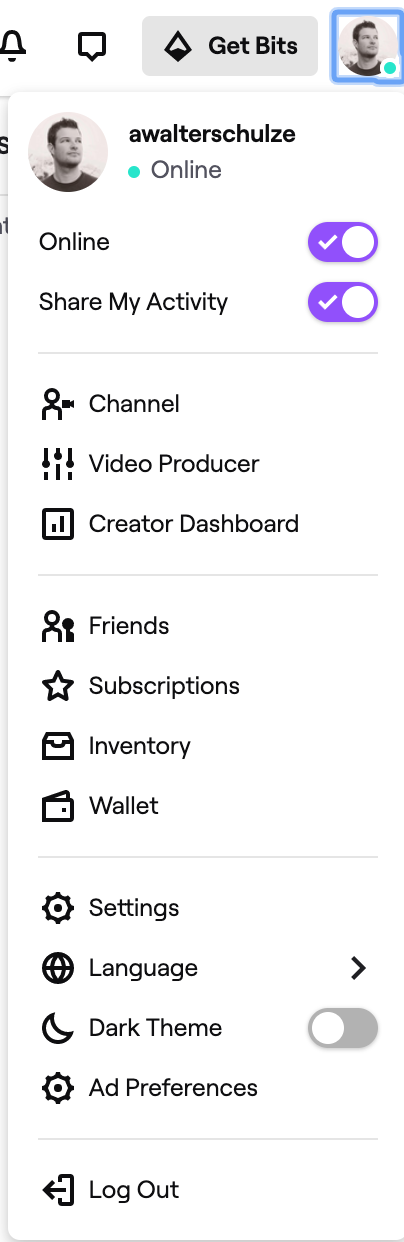 Get Bits
awalterschulze
Online
Online
Share My Activity
Channel
Video Producer
Creator Dashboard
Friends
Subscriptions
Inventory
Wallet
Settings
Language
Dark Theme
Ad Preferences
Log Out